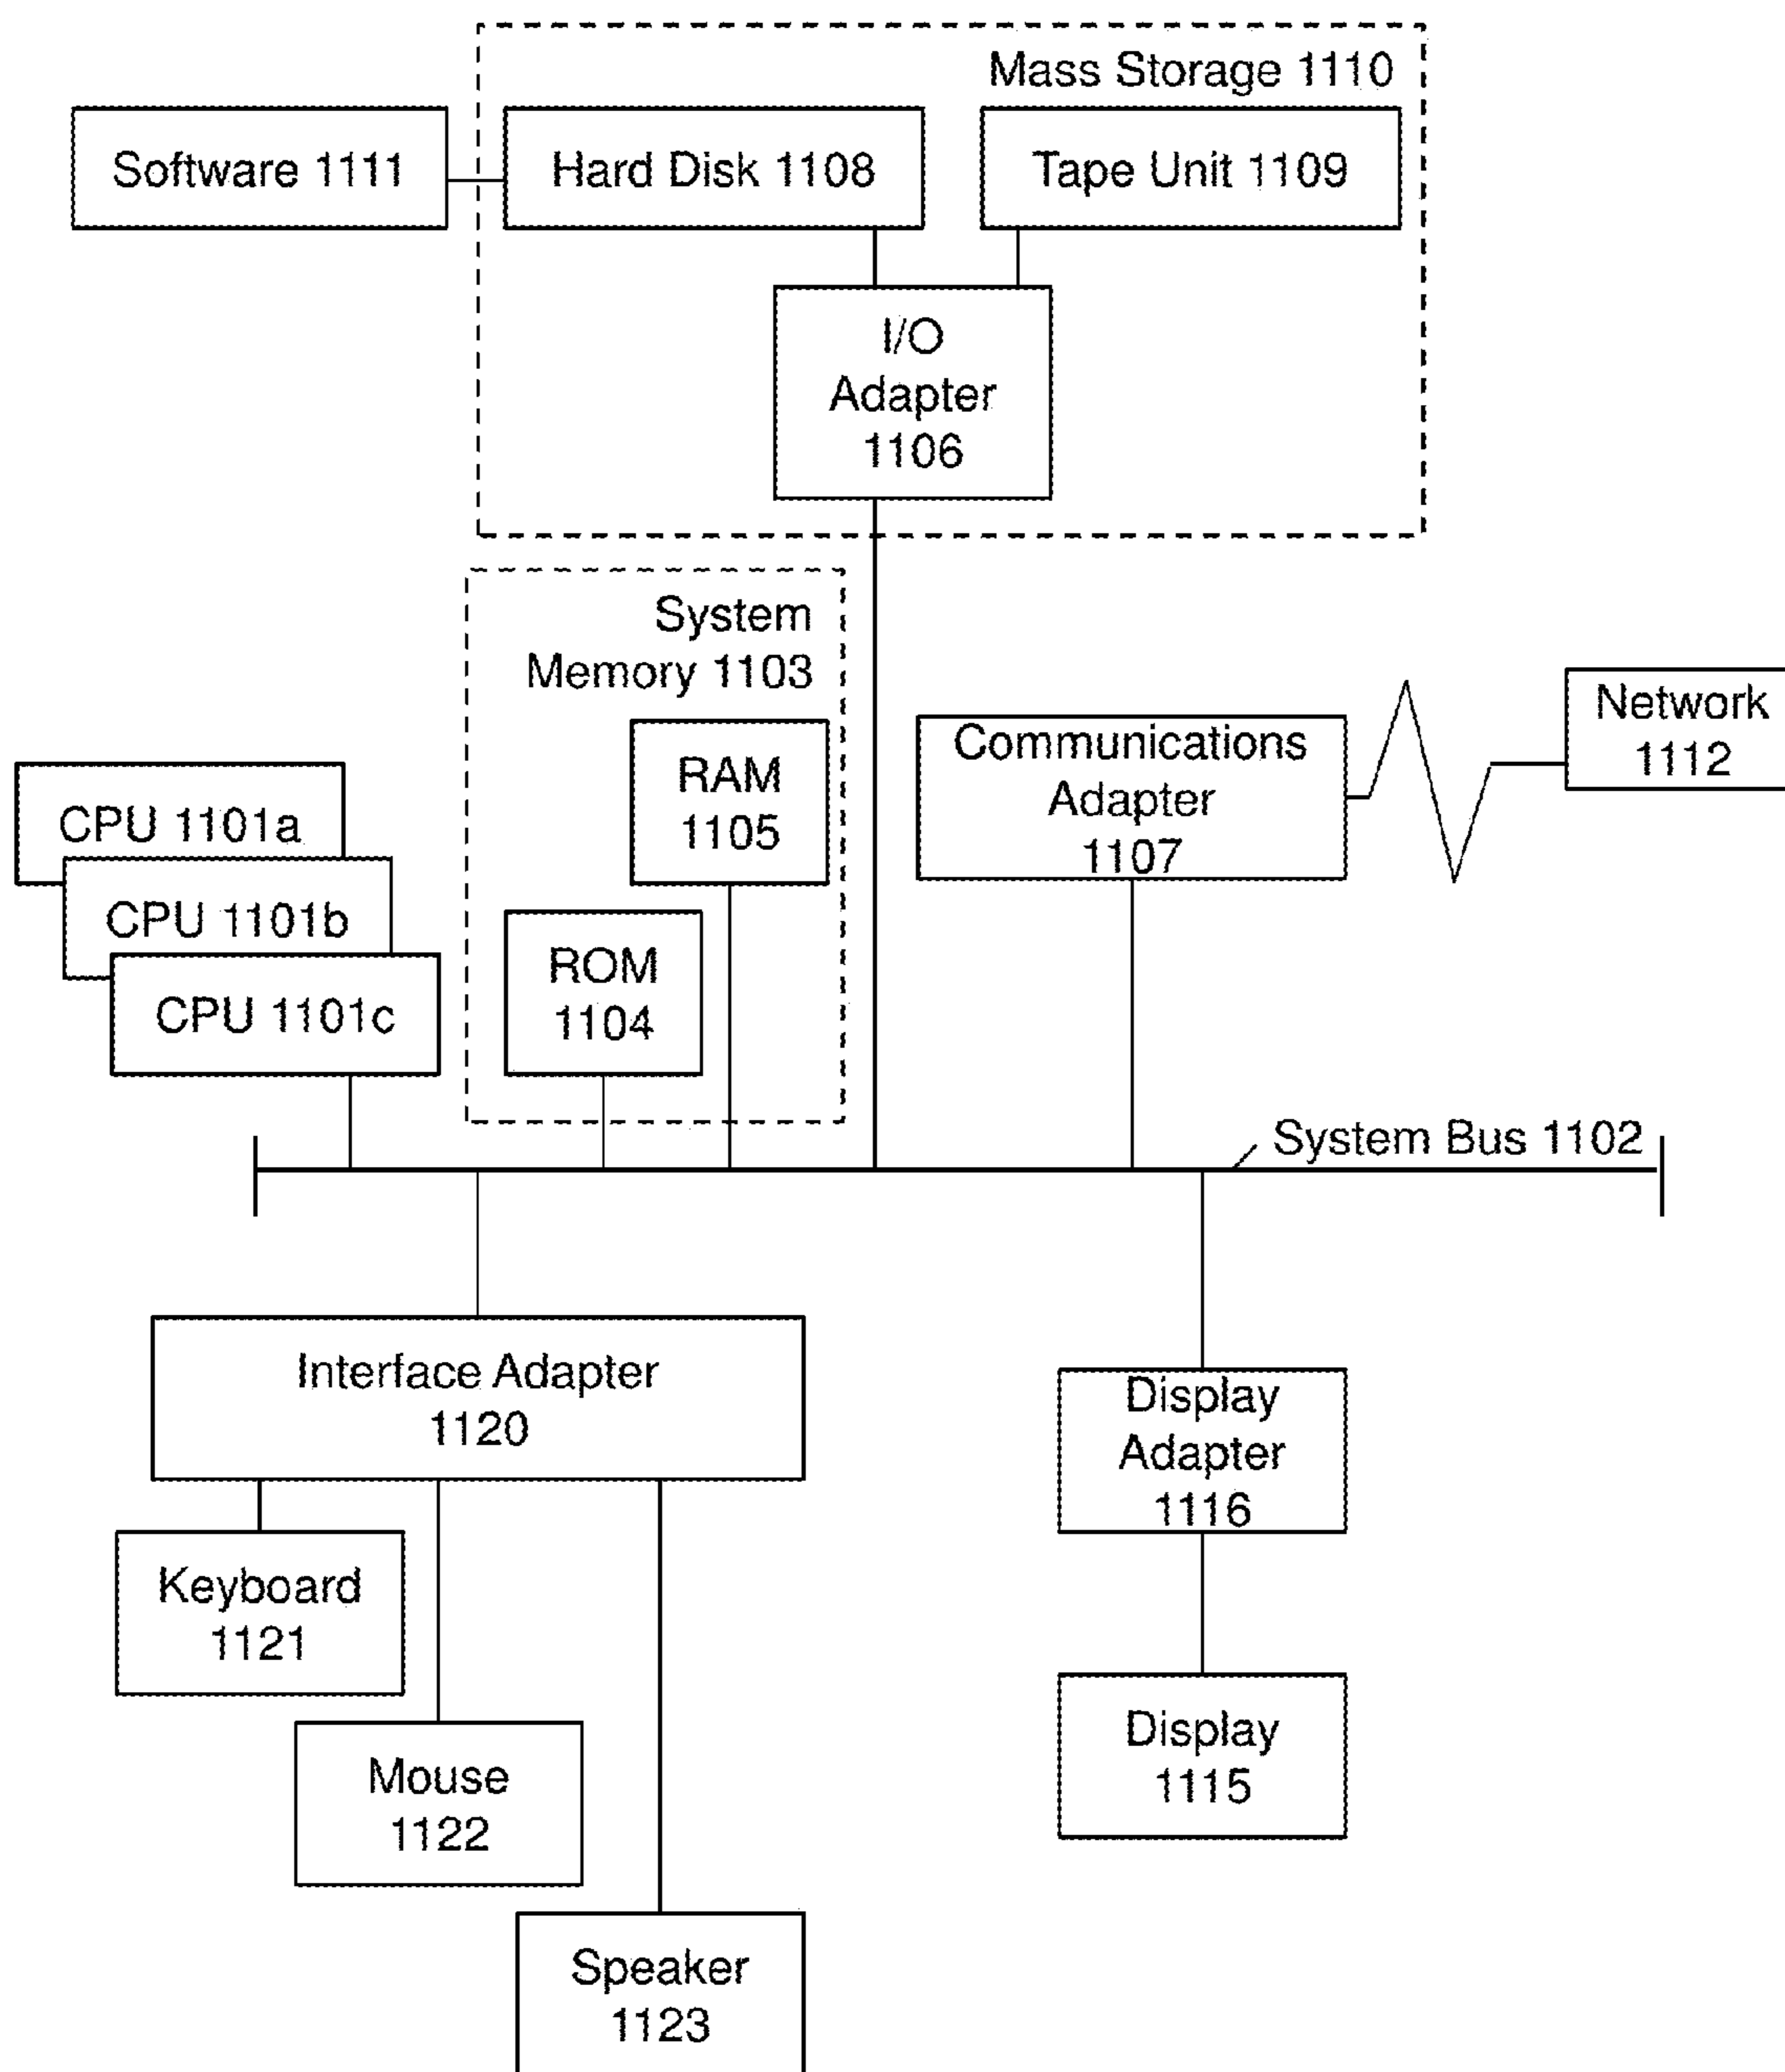 Mass Storage 1110
Software 1111
Hard Disk 1108
Tape Unit 1109
I/O
Adapter
1106
System
Memory 1103
RAM
1105
ROM
1104
Communications
Adapter
1107
Network
1112
CPU 1101a
CPU 1101b
CPU 1101c
System Bus 1102
Interface Adapter
1120
Display
Adapter
1116
Keyboard
1121
Mouse
1122
Display
1115
Speaker
1123